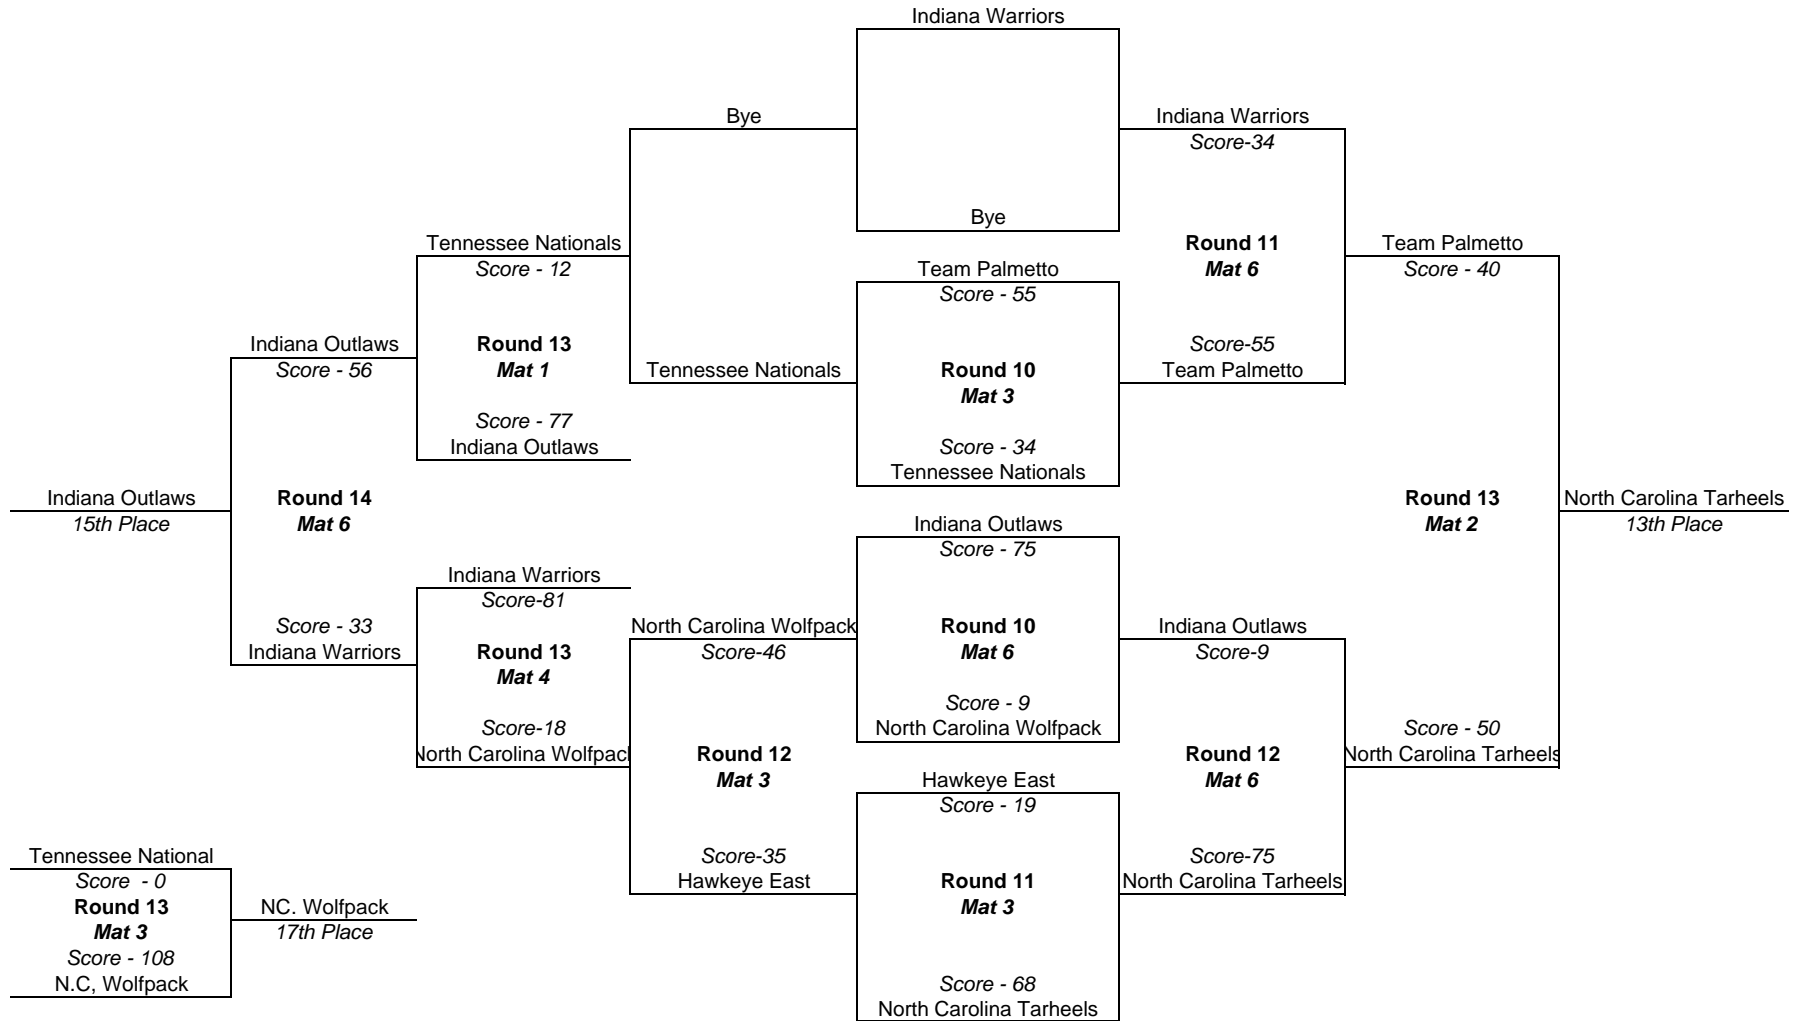 Indiana Warriors
Bye
Indiana Warriors
Score-34
Bye
Tennessee Nationals
Round 11
Team Palmetto
Score - 12
Mat 6
Score - 40
Team Palmetto
Score - 55
Indiana Outlaws
Round 13
Score-55
Score - 56
Mat 1
Tennessee Nationals
Round 10
Team Palmetto
Mat 3
Score - 77
Indiana Outlaws
Score - 34
Tennessee Nationals
Indiana Outlaws
Round 14
Round 13
North Carolina Tarheels
15th Place
Mat 6
Mat 2
13th Place
Indiana Outlaws
Score - 75
Indiana Warriors
Score-81
Score - 33
North Carolina Wolfpack
Round 10
Indiana Outlaws
Indiana Warriors
Round 13
Score-46
Mat 6
Score-9
Mat 4
Score - 9
Score-18
North Carolina Wolfpack
Score - 50
North Carolina Wolfpack
Round 12
Round 12
North Carolina Tarheels
Mat 3
Hawkeye East
Mat 6
Score - 19
Tennessee National
Score-35
Score-75
Score - 0
Hawkeye East
Round 11
North Carolina Tarheels
Round 13
NC. Wolfpack
Mat 3
Mat 3
17th Place
Score - 108
N.C, Wolfpack
Score - 68
North Carolina Tarheels